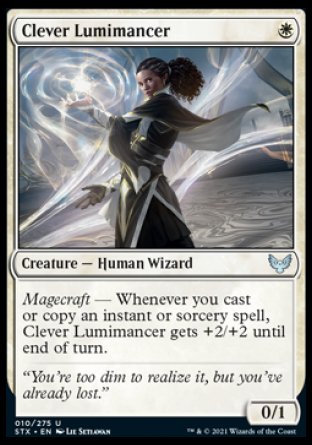 Clever Lumimancer
Creature — Human Wizard
Magecraft — Whenever you cast
or copy an instant or sorcery spell,
Clever Lumimancer gets +2/+2 until
end of turn.
“You’re too dim to realize it, but you’ve
already lost.”
0/1
010/275 U
STX • EN Lie Setiawan
™ & © 2021 Wizards of the Coast